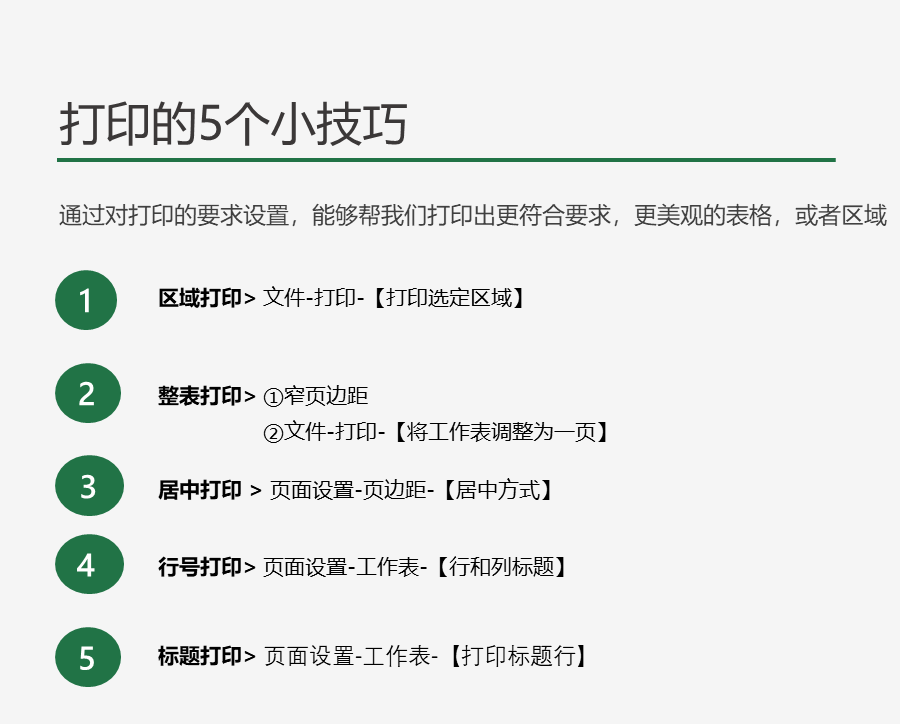 打印的5个小技巧
通过对打印的要求设置，能够帮我们打印出更符合要求，更美观的表格，或者区域
1 区域打印> 文件-打印-【打印选定区域】
2 整表打印> ①窄页边距
②文件-打印-【将工作表调整为一页】
3 居中打印 > 页面设置-页边距-【居中方式】
4 行号打印> 页面设置-工作表-【行和列标题】
5 标题打印> 页面设置-工作表-【打印标题行】